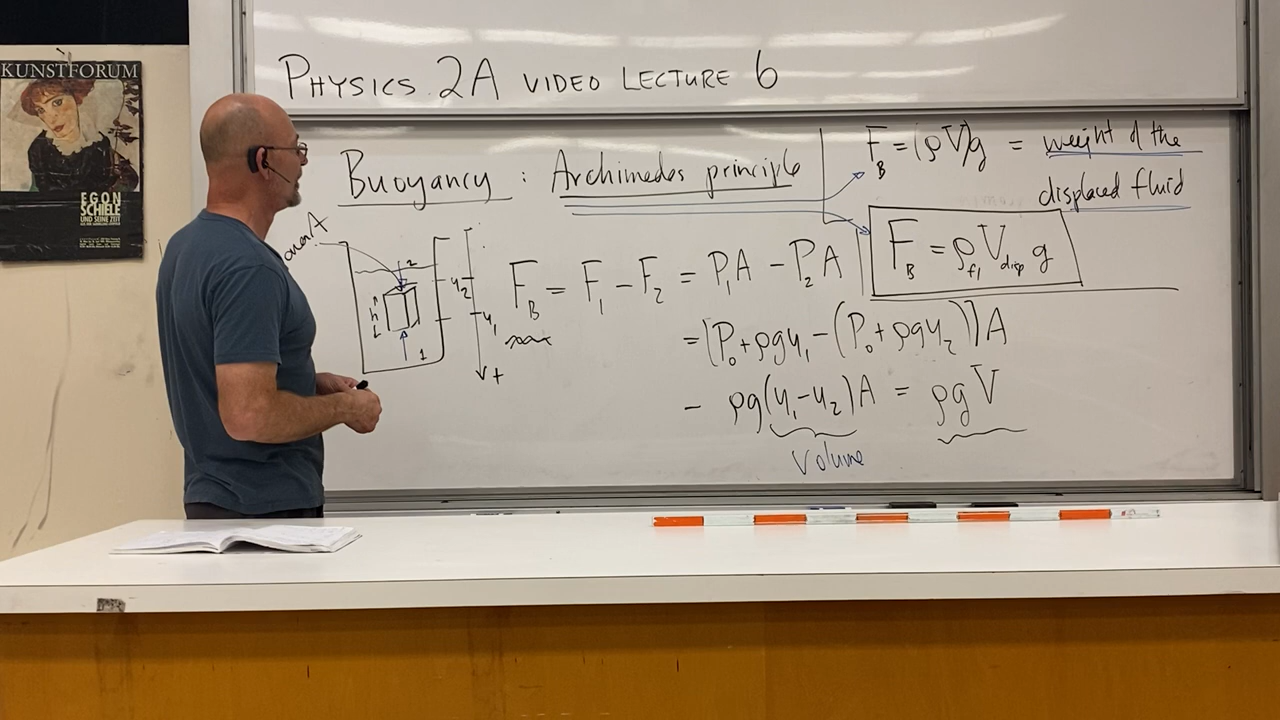 KUNSTFORUM
EGON
SCHIELE
UND SEINE ZEIT
PHYSICS 2A VIDEO LECTURE 6
Buoyancy : Archimedes principle
F_B = (ρV)g = weight of the
displaced fluid
F_B = ρ_fl V_disp g
area A
2
h
1
y_2
y_1
+
F_B = F_1 - F_2 = P_1A - P_2A
= [P_0 + ρgy_1 - (P_0 + ρgy_2)]A
- ρg(y_1 - y_2)A = ρgV
Volume